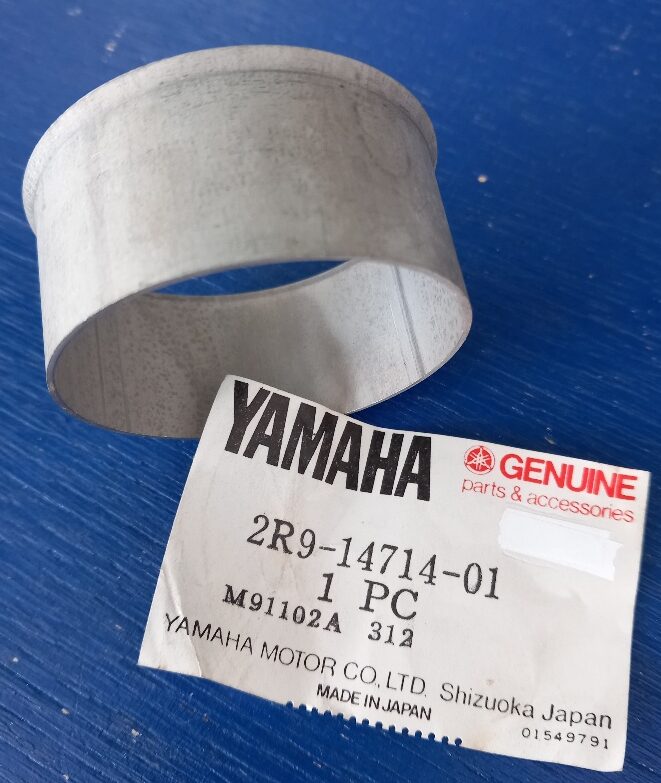 YAMAHA
GENUINE
parts & accessories
2R9-14714-01
1 PC
M91102A 312
YAMAHA MOTOR CO., LTD. Shizuoka Japan
MADE IN JAPAN
01549791